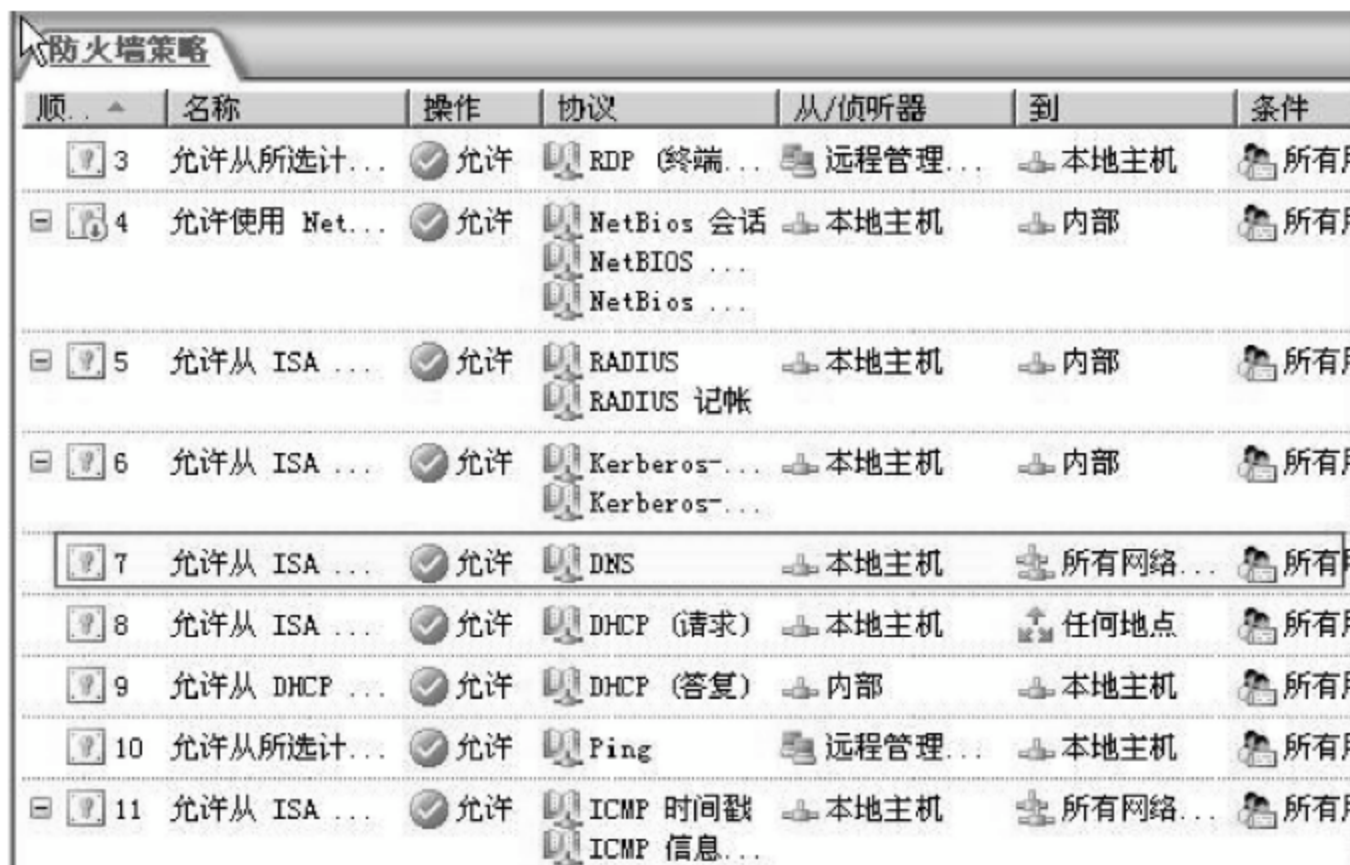 防火墙策略
顺.. 名称 操作 协议 从/侦听器 到 条件
3 允许从所选计... 允许 RDP (终端... 远程管理... 本地主机 所有用
4 允许使用 Net... 允许 NetBios 会话 本地主机 内部 所有用
NetBIOS ...
NetBios ...
5 允许从 ISA ... 允许 RADIUS 本地主机 内部 所有用
RADIUS 记帐
6 允许从 ISA ... 允许 Kerberos-... 本地主机 内部 所有用
Kerberos-...
7 允许从 ISA ... 允许 DNS 本地主机 所有网络... 所有用
8 允许从 ISA ... 允许 DHCP (请求) 本地主机 任何地点 所有用
9 允许从 DHCP ... 允许 DHCP (答复) 内部 本地主机 所有用
10 允许从所选计... 允许 Ping 远程管理... 本地主机 所有用
11 允许从 ISA ... 允许 ICMP 时间戳 本地主机 所有网络... 所有用
ICMP 信息...